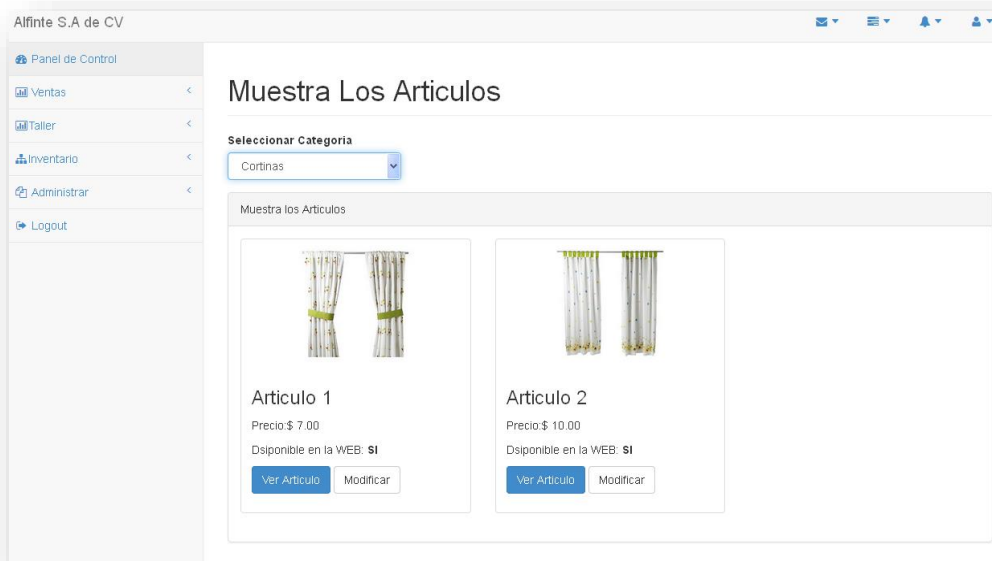 Alfinte S.A de CV
Panel de Control
Ventas
Taller
Inventario
Administrar
Logout
Muestra Los Articulos
Seleccionar Categoria
Cortinas
Muestra los Articulos
Articulo 1
Precio:$ 7.00
Dsiponible en la WEB: SI
Ver Articulo Modificar
Articulo 2
Precio:$ 10.00
Dsiponible en la WEB: SI
Ver Articulo Modificar